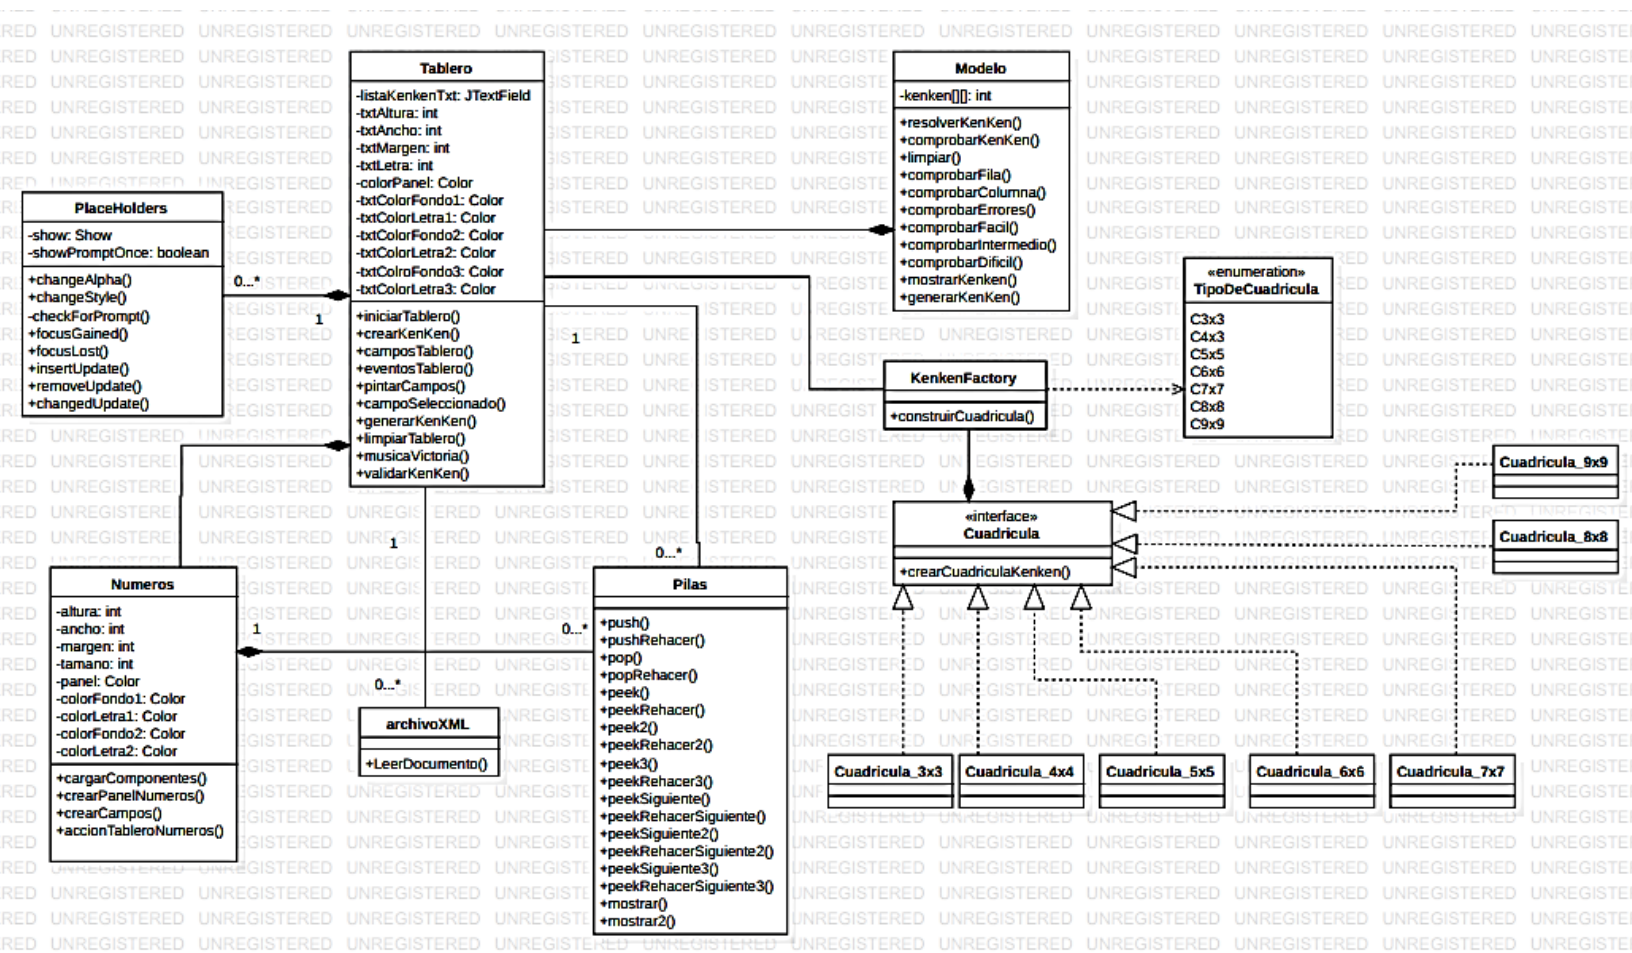 Tablero
-listaKenkenTxt: JTextField
-txtAltura: int
-txtAncho: int
-txtMargen: int
-txtLetra: int
-colorPanel: Color
-txtColorFondo1: Color
-txtColorLetra1: Color
-txtColorFondo2: Color
-txtColorLetra2: Color
-txtColroFondo3: Color
-txtColorLetra3: Color
+iniciarTablero()
+crearKenKen()
+camposTablero()
+eventosTablero()
+pintarCampos()
+campoSeleccionado()
+generarKenKen()
+limpiarTablero()
+musicaVictoria()
+validarKenKen()
Modelo
-kenken[][]: int
+resolverKenKen()
+comprobarKenKen()
+limpiar()
+comprobarFila()
+comprobarColumna()
+comprobarErrores()
+comprobarFacil()
+comprobarIntermedio()
+comprobarDificil()
+mostrarKenken()
+generarKenKen()
PlaceHolders
-show: Show
-showPromptOnce: boolean
+changeAlpha()
+changeStyle()
-checkForPrompt()
+focusGained()
+focusLost()
+insertUpdate()
+removeUpdate()
+changedUpdate()
0...*
1
1
«enumeration»
TipoDeCuadricula
C3x3
C4x3
C5x5
C6x6
C7x7
C8x8
C9x9
KenkenFactory
+construirCuadricula()
«interface»
Cuadricula
+crearCuadriculaKenken()
Cuadricula_9x9
Cuadricula_8x8
1
0...*
Numeros
-altura: int
-ancho: int
-margen: int
-tamano: int
-panel: Color
-colorFondo1: Color
-colorLetra1: Color
-colorFondo2: Color
-colorLetra2: Color
+cargarComponentes()
+crearPanelNumeros()
+crearCampos()
+accionTableroNumeros()
1
0...*
0...*
archivoXML
+LeerDocumento()
Pilas
+push()
+pushRehacer()
+pop()
+popRehacer()
+peek()
+peekRehacer()
+peek2()
+peekRehacer2()
+peek3()
+peekRehacer3()
+peekSiguiente()
+peekRehacerSiguiente()
+peekSiguiente2()
+peekRehacerSiguiente2()
+peekSiguiente3()
+peekRehacerSiguiente3()
+mostrar()
+mostrar2()
Cuadricula_3x3
Cuadricula_4x4
Cuadricula_5x5
Cuadricula_6x6
Cuadricula_7x7
UNREGISTERED